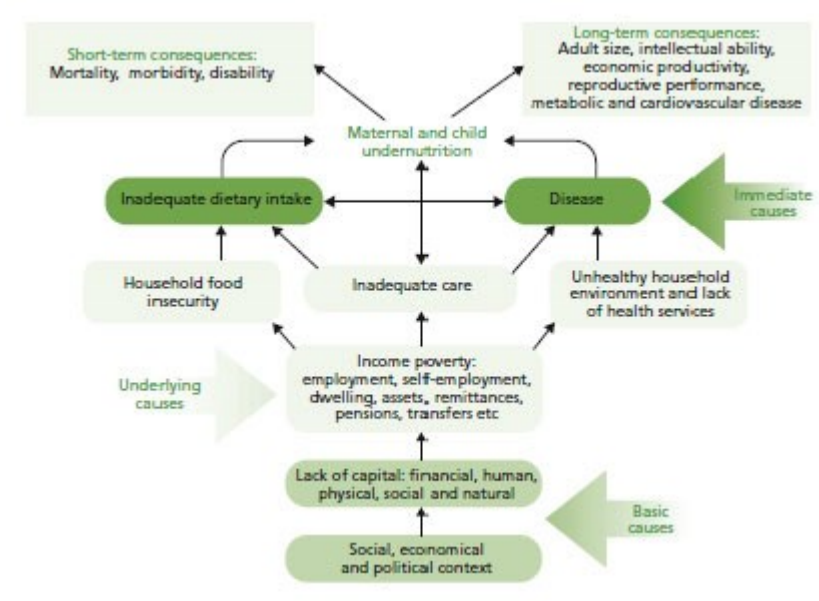 Short-term consequences:
Mortality, morbidity, disability
Long-term consequences:
Adult size, intellectual ability,
economic productivity,
reproductive performance,
metabolic and cardiovascular disease
Maternal and child
undernutrition
Inadequate dietary intake
Disease
Immediate
causes
Household food
insecurity
Inadequate care
Unhealthy household
environment and lack
of health services
Underlying
causes
Income poverty:
employment, self-employment,
dwelling, assets, remittances,
pensions, transfers etc
Lack of capital: financial, human,
physical, social and natural
Basic
causes
Social, economical
and political context